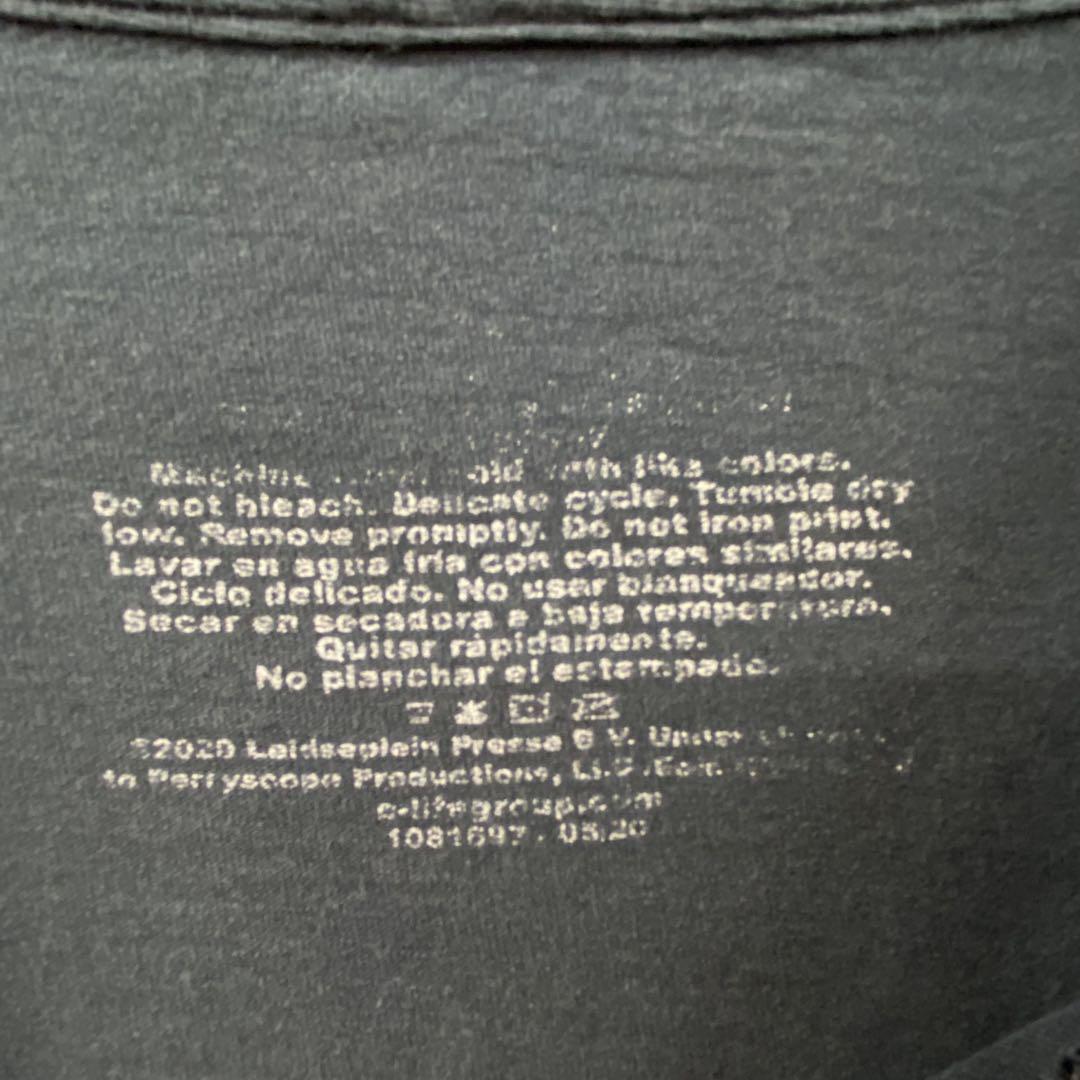 Machine cold with like colors.
Do not bleach. Delicate cycle. Tumble dry
low. Remove promptly. Do not iron print.
Lavar en agua fria con colores similares.
Ciclo delicado. No usar blanqueador.
Secar en secadora a baja temperatura.
Quitar rápidamente.
No planchar el estampado.
©2020 Leidseplein Presse B.V. Under
to Perryscope Productions, LLC
c-lifegroup.com
1081697 . 05.20